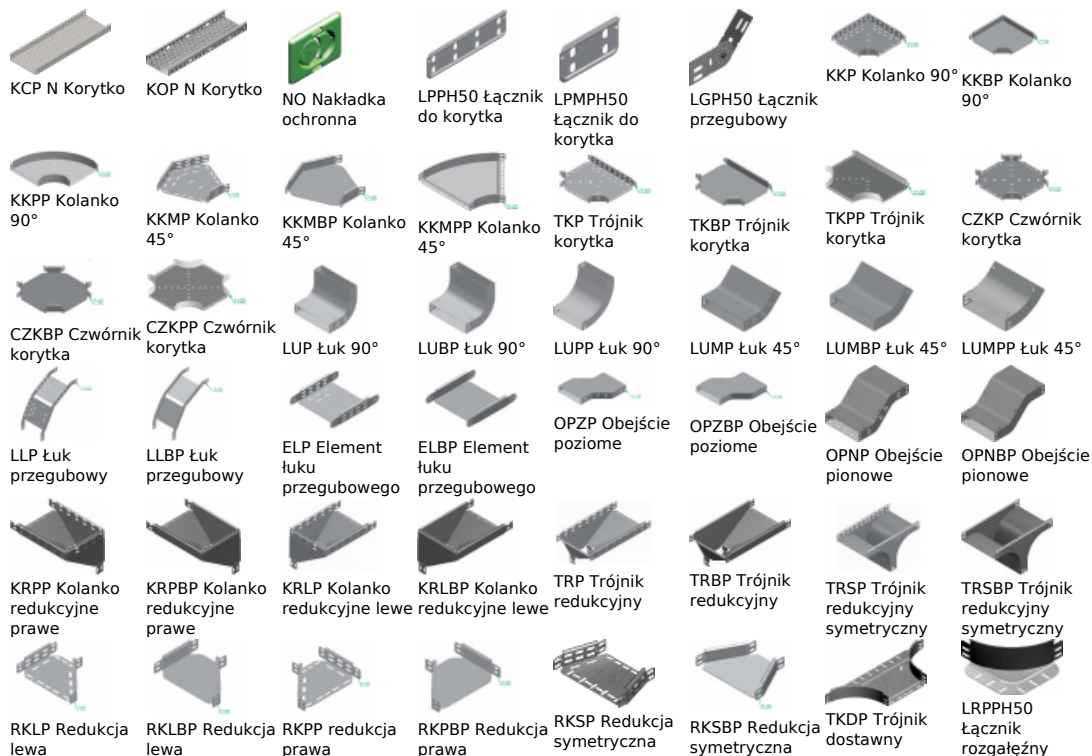 KCP N Korytko
KOP N Korytko
NO Nakładka
ochronna
LPPH50 Łącznik
do korytka
LPMPH50
Łącznik do
korytka
LGPH50 Łącznik
przegubowy
KKP Kolanko 90°
KKBP Kolanko
90°
KKPP Kolanko
90°
KKMP Kolanko
45°
KKMBP Kolanko
45°
KKMPP Kolanko
45°
TKP Trójnik
korytka
TKBP Trójnik
korytka
TKPP Trójnik
korytka
CZKP Czwórnik
korytka
CZKBP Czwórnik
korytka
CZKPP Czwórnik
korytka
LUP Łuk 90°
LUBP Łuk 90°
LUPP Łuk 90°
LUMP Łuk 45°
LUMBP Łuk 45°
LUMPP Łuk 45°
LLP Łuk
przegubowy
LLBP Łuk
przegubowy
ELP Element
łuku
przegubowego
ELBP Element
łuku
przegubowego
OPZP Obejście
poziome
OPZBP Obejście
poziome
OPNP Obejście
pionowe
OPNBP Obejście
pionowe
KRPP Kolanko
redukcyjne
prawe
KRPBP Kolanko
redukcyjne
prawe
KRLP Kolanko
redukcyjne lewe
KRLBP Kolanko
redukcyjne lewe
TRP Trójnik
redukcyjny
TRBP Trójnik
redukcyjny
TRSP Trójnik
redukcyjny
symetryczny
TRSBP Trójnik
redukcyjny
symetryczny
RKLP Redukcja
lewa
RKLBP Redukcja
lewa
RKPP redukcja
prawa
RKPBP Redukcja
prawa
RKSP Redukcja
symetryczna
RKSBP Redukcja
symetryczna
TKDP Trójnik
dostawny
LRPPH50
Łącznik
rozgałęźny